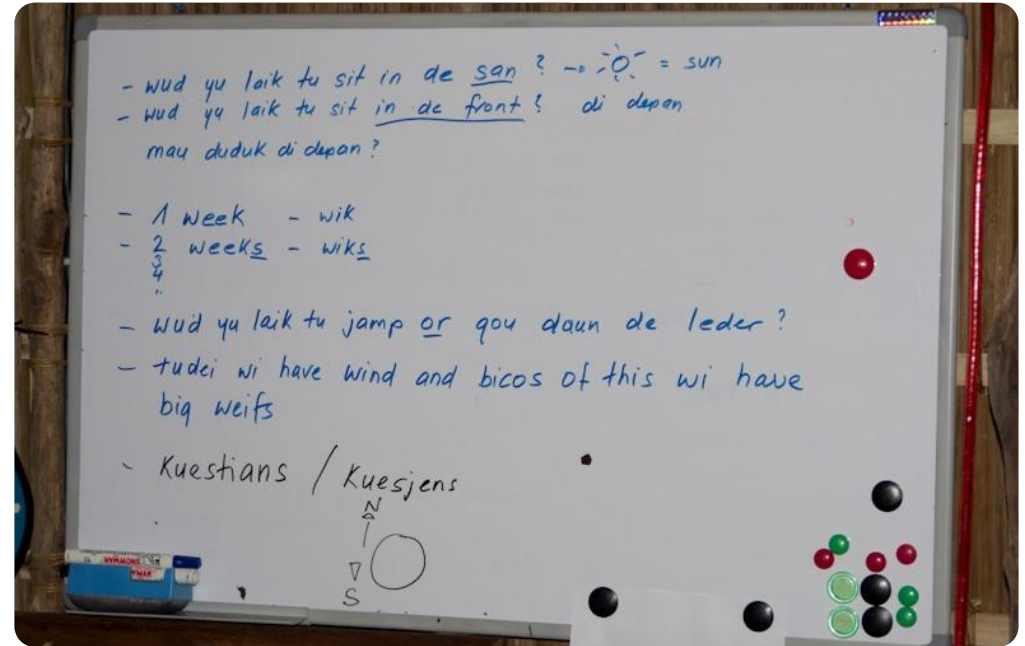 - wud yu laik tu sit in de san ? → = sun
- wud yu laik tu sit in de front ? di depan
mau duduk di depan ?
- 1 week - wik
- 2 weeks - wiks
3
4
..
- wud yu laik tu jamp or gou daun de leder ?
- tudei wi have wind and bicos of this wi have
big weifs
- Kuestians / Kuesjens
N
S
SNOWMAN